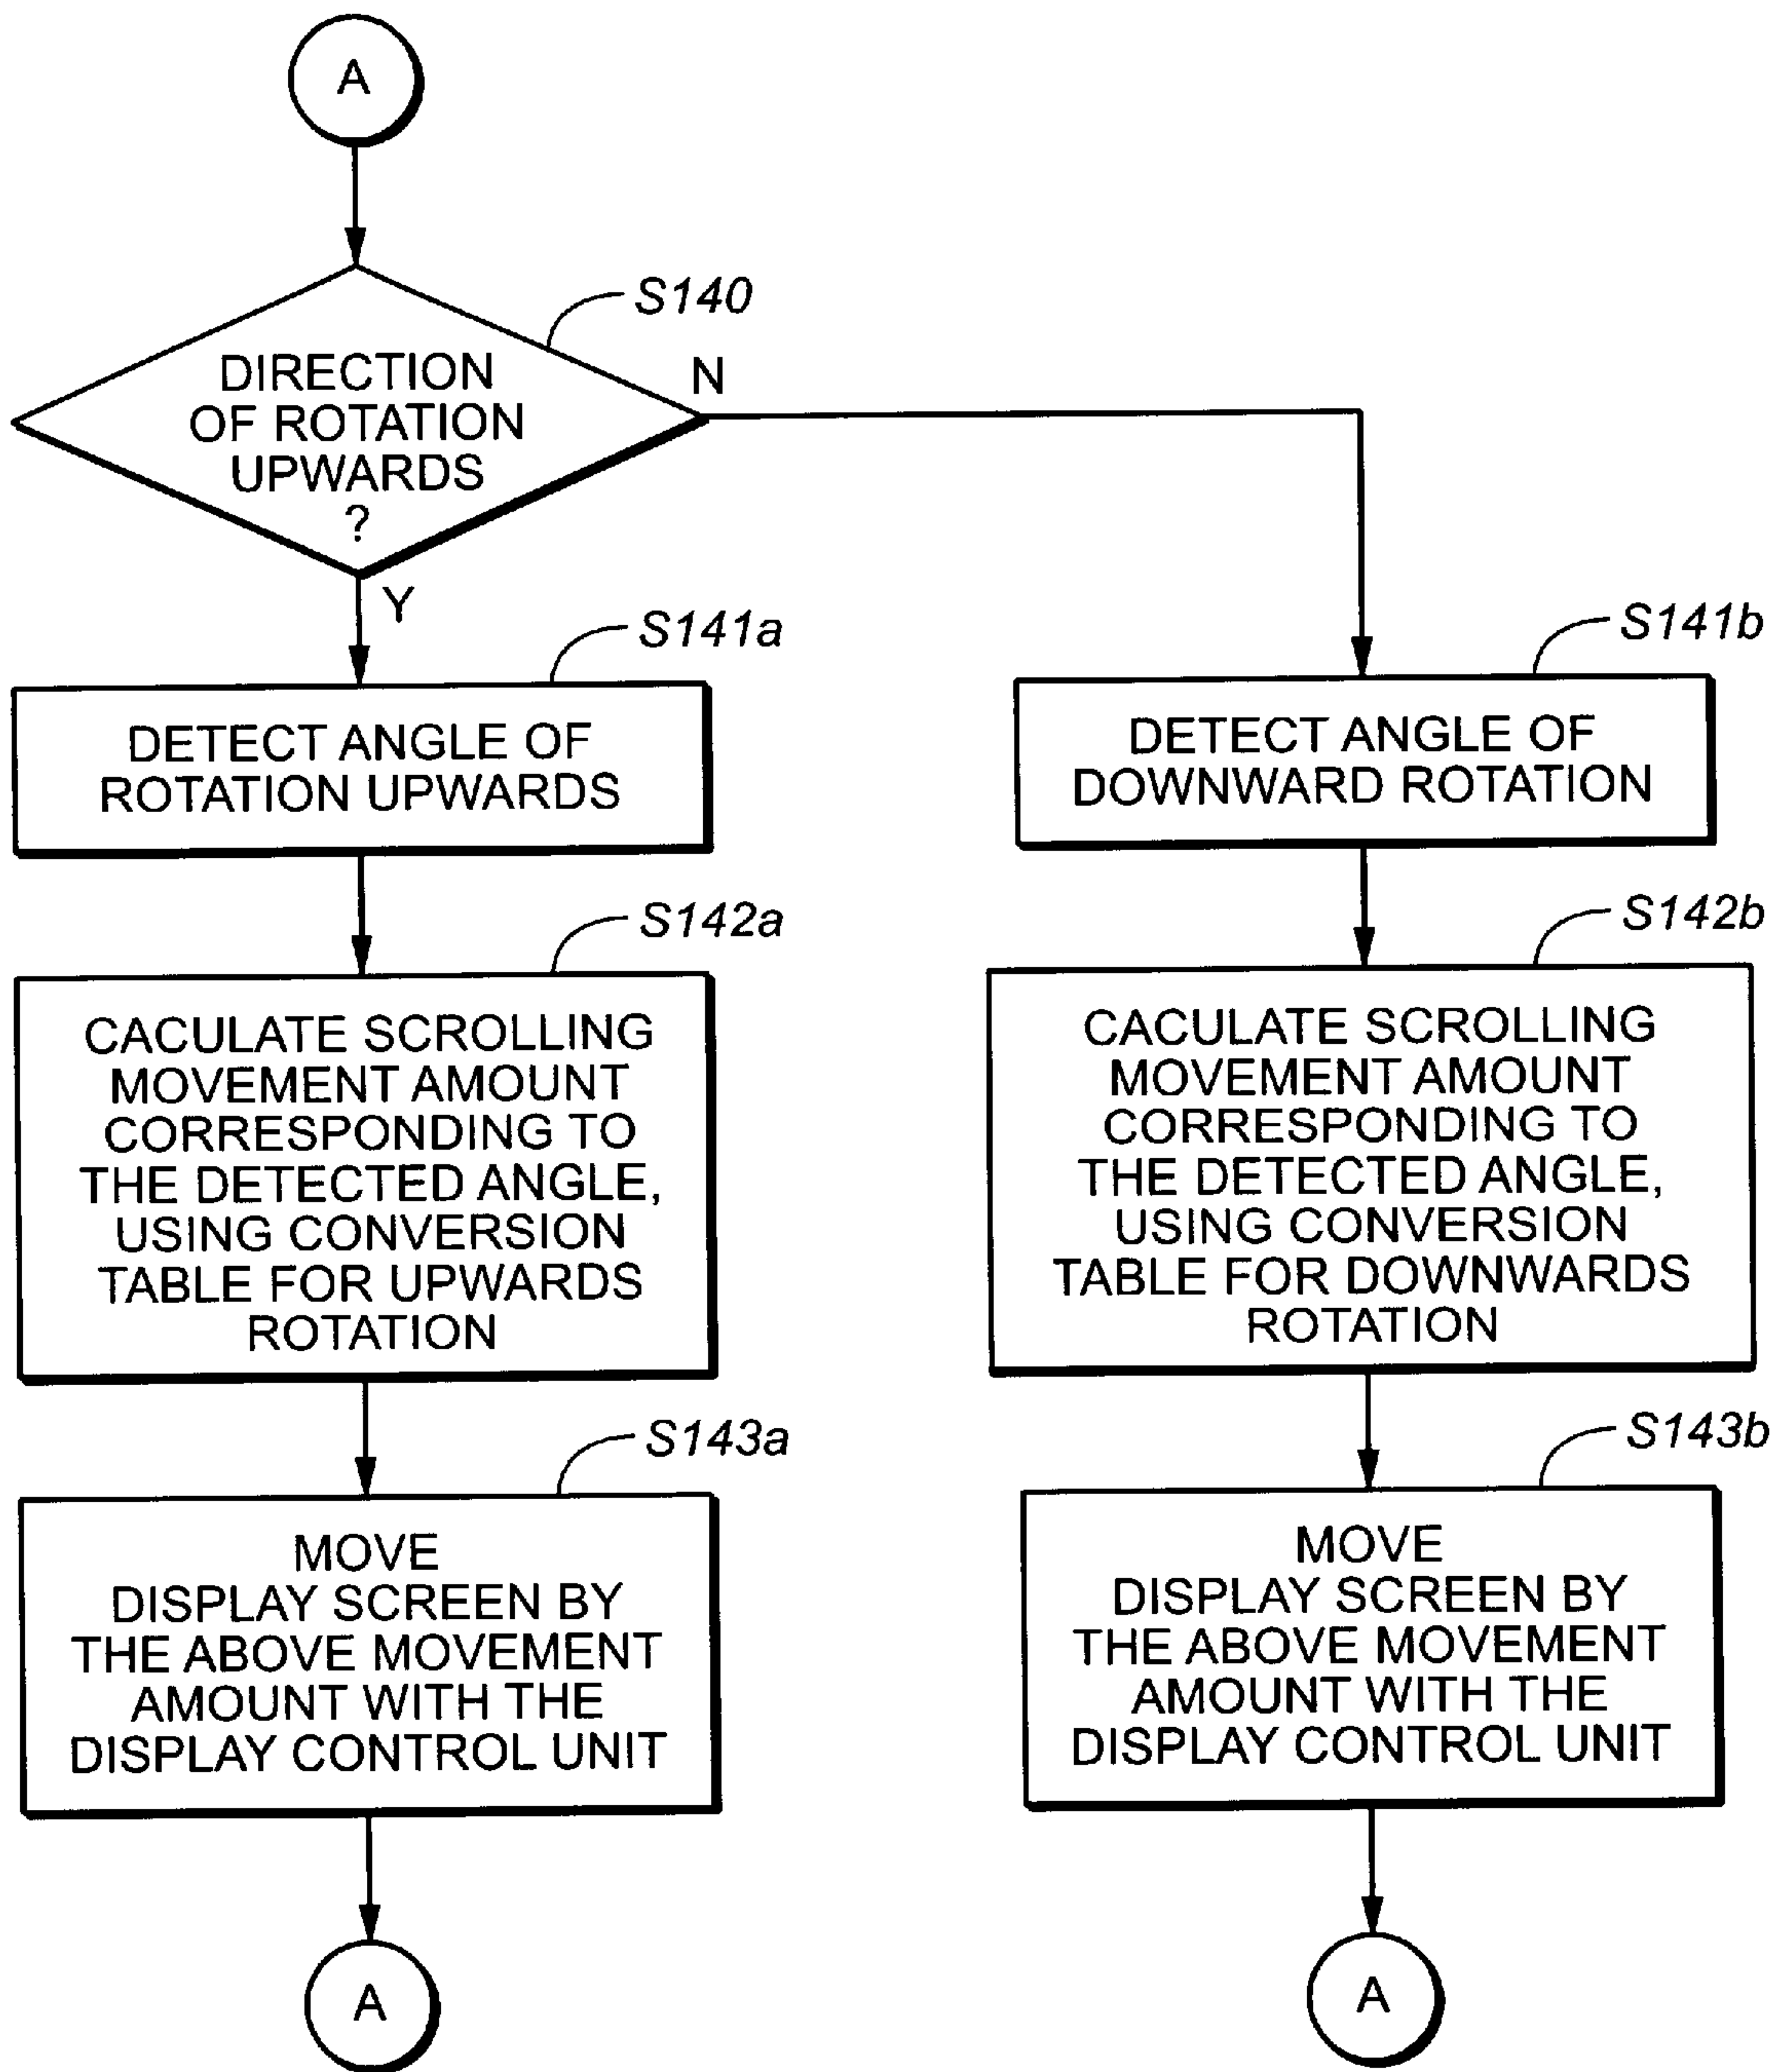 A
S140
DIRECTION
OF ROTATION
UPWARDS
?
N
Y
S141a
DETECT ANGLE OF
ROTATION UPWARDS
S142a
CACULATE SCROLLING
MOVEMENT AMOUNT
CORRESPONDING TO
THE DETECTED ANGLE,
USING CONVERSION
TABLE FOR UPWARDS
ROTATION
S143a
MOVE
DISPLAY SCREEN BY
THE ABOVE MOVEMENT
AMOUNT WITH THE
DISPLAY CONTROL UNIT
A
S141b
DETECT ANGLE OF
DOWNWARD ROTATION
S142b
CACULATE SCROLLING
MOVEMENT AMOUNT
CORRESPONDING TO
THE DETECTED ANGLE,
USING CONVERSION
TABLE FOR DOWNWARDS
ROTATION
S143b
MOVE
DISPLAY SCREEN BY
THE ABOVE MOVEMENT
AMOUNT WITH THE
DISPLAY CONTROL UNIT
A